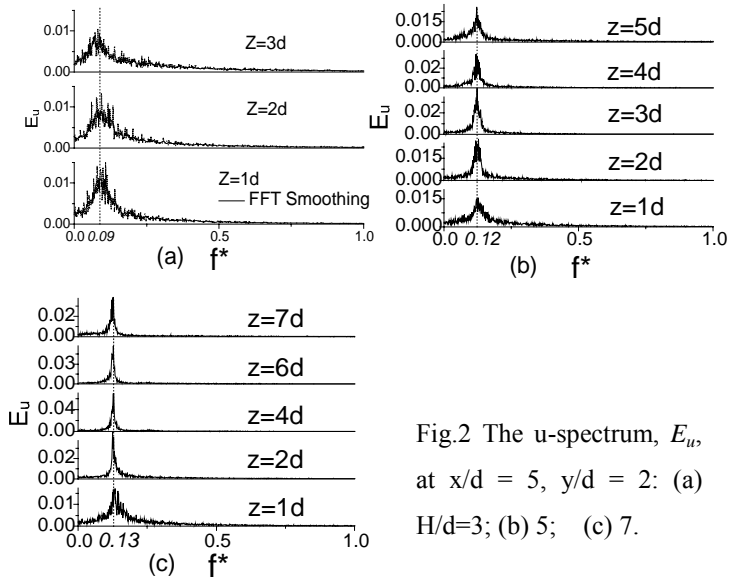 0.01
0.00
Z=3d
0.01
0.00
Z=2d
E_u
0.01
0.00
Z=1d
FFT Smoothing
0.0 0.09 0.5 1.0
(a) f*
0.015
0.000
z=5d
0.015
0.00
z=4d
0.02
0.00
z=3d
E_u
0.015
0.00
z=2d
0.015
0.000
z=1d
0.0 0.12 0.5 1.0
(b) f*
0.02
0.00
z=7d
0.03
0.00
z=6d
0.04
0.00
z=4d
E_u
0.02
0.00
z=2d
0.01
0.00
z=1d
0.0 0.13 0.5 1.0
(c) f*
Fig.2 The u-spectrum, E_u,
at x/d = 5, y/d = 2: (a)
H/d=3; (b) 5; (c) 7.